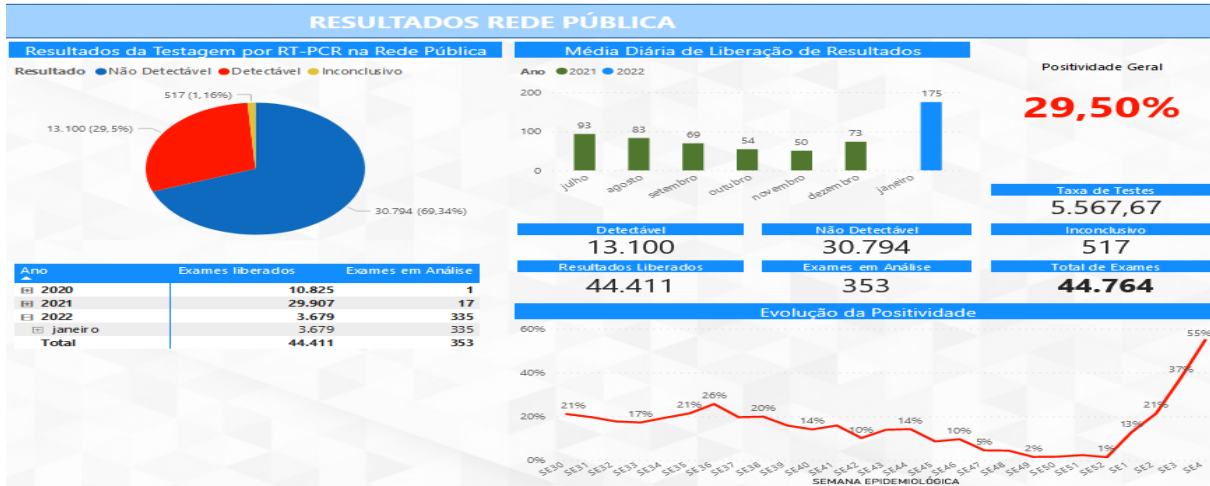 RESULTADOS REDE PÚBLICA
Resultados da Testagem por RT-PCR na Rede Pública
Resultado Não Detectável Detectável Inconclusivo
517 (1,16%)
13.100 (29,5%)
30.794 (69,34%)
Ano Exames liberados Exames em Análise
2020 10.825 1
2021 29.907 17
2022 3.679 335
janeiro 3.679 335
Total 44.411 353
Média Diária de Liberação de Resultados
Ano 2021 2022
200
100
0
93
83
69
54
50
73
175
julho agosto setembro outubro novembro dezembro janeiro
Positividade Geral
29,50%
Taxa de Testes
5.567,67
Detectável Não Detectável Inconclusivo
13.100 30.794 517
Resultados Liberados Exames em Análise Total de Exames
44.411 353 44.764
Evolução da Positividade
60%
40%
20%
0%
21% 17% 21% 26% 20% 14% 10% 14% 10% 5% 2% 1% 13% 21% 37% 55%
SE30 SE31 SE32 SE33 SE34 SE35 SE36 SE37 SE38 SE39 SE40 SE41 SE42 SE43 SE44 SE45 SE46 SE47 SE48 SE49 SE50 SE51 SE52 SE1 SE2 SE3 SE4
SEMANA EPIDEMIOLÓGICA